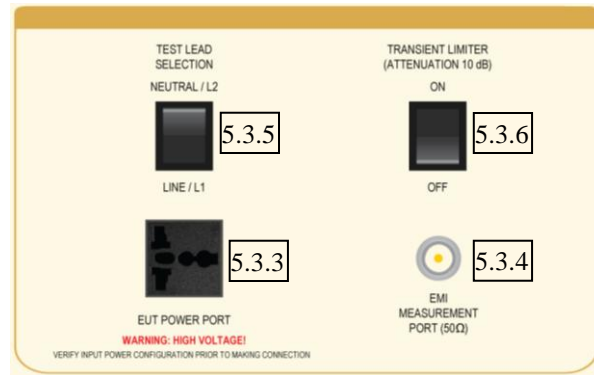 TEST LEAD
SELECTION
NEUTRAL / L2
5.3.5
LINE / L1
TRANSIENT LIMITER
(ATTENUATION 10 dB)
ON
5.3.6
OFF
5.3.3
EUT POWER PORT
WARNING: HIGH VOLTAGE!
VERIFY INPUT POWER CONFIGURATION PRIOR TO MAKING CONNECTION
5.3.4
EMI
MEASUREMENT
PORT (50Ω)